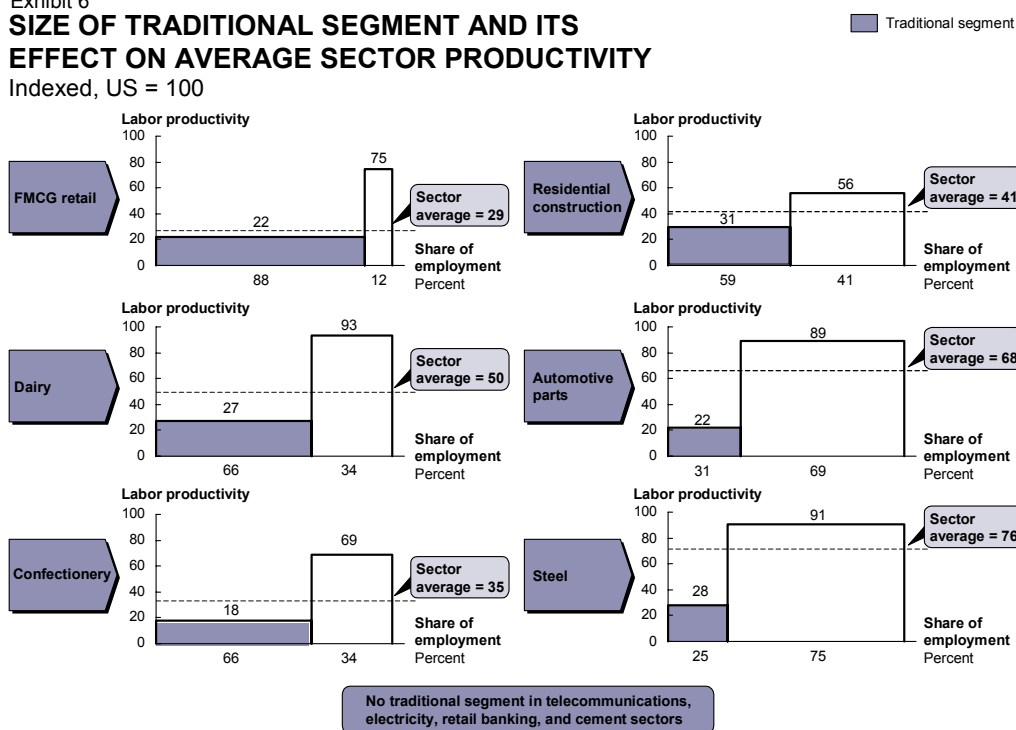 Exhibit 6
SIZE OF TRADITIONAL SEGMENT AND ITS
EFFECT ON AVERAGE SECTOR PRODUCTIVITY
Indexed, US = 100
Traditional segment
FMCG retail
Labor productivity
100
80
60
40
20
0
22
75
88
12
Sector
average = 29
Share of
employment
Percent
Residential
construction
Labor productivity
100
80
60
40
20
0
31
56
59
41
Sector
average = 41
Share of
employment
Percent
Dairy
Labor productivity
100
80
60
40
20
0
27
93
66
34
Sector
average = 50
Share of
employment
Percent
Automotive
parts
Labor productivity
100
80
60
40
20
0
22
89
31
69
Sector
average = 68
Share of
employment
Percent
Confectionery
Labor productivity
100
80
60
40
20
0
18
69
66
34
Sector
average = 35
Share of
employment
Percent
Steel
Labor productivity
100
80
60
40
20
0
28
91
25
75
Sector
average = 76
Share of
employment
Percent
No traditional segment in telecommunications,
electricity, retail banking, and cement sectors